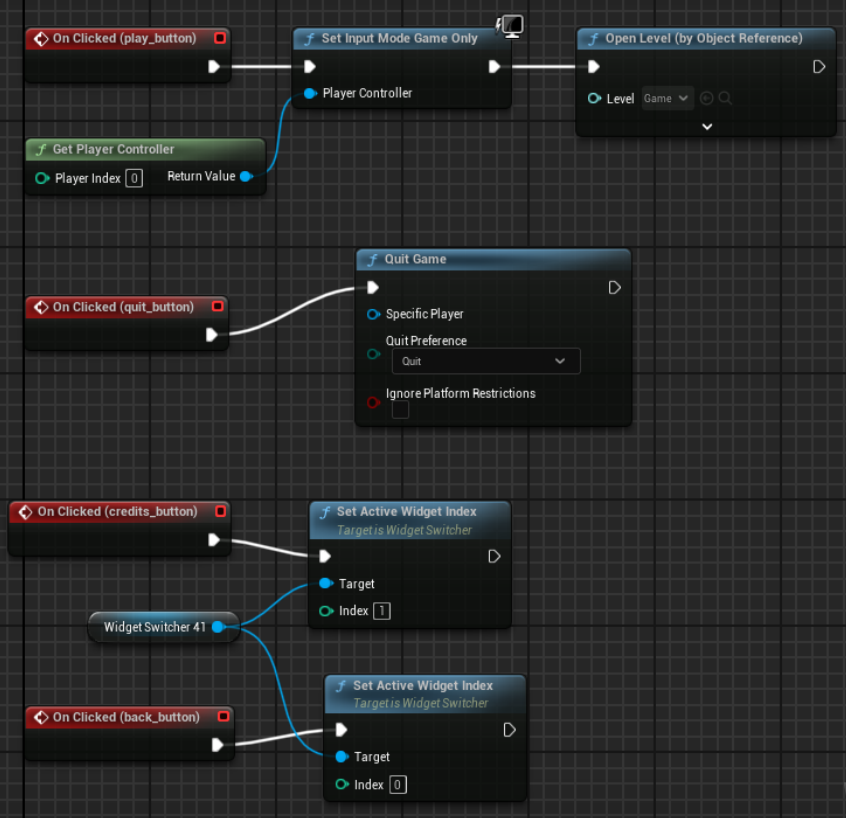 On Clicked (play_button)
Set Input Mode Game Only
Player Controller
Open Level (by Object Reference)
Level Game
Get Player Controller
Player Index 0 Return Value
On Clicked (quit_button)
Quit Game
Specific Player
Quit Preference
Quit
Ignore Platform Restrictions
On Clicked (credits_button)
Set Active Widget Index
Target is Widget Switcher
Target
Index 1
Widget Switcher 41
On Clicked (back_button)
Set Active Widget Index
Target is Widget Switcher
Target
Index 0